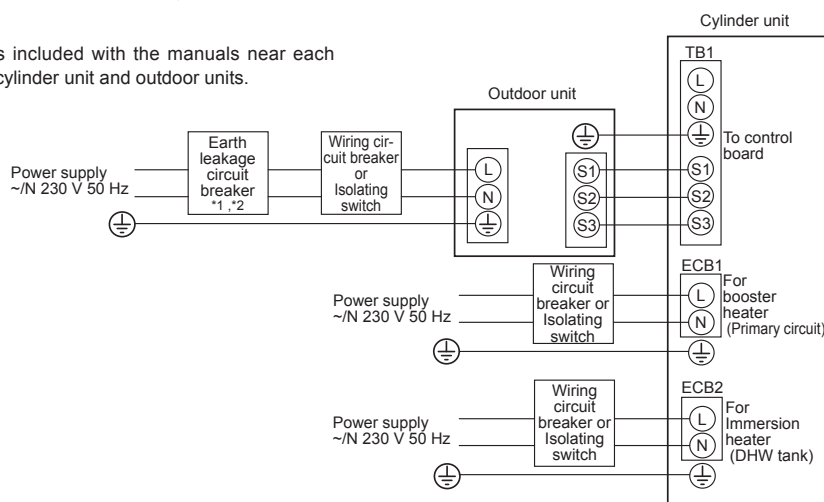 s included with the manuals near each
cylinder unit and outdoor units.
Cylinder unit
TB1
L
N
To control
board
S1
S2
S3
Outdoor unit
L
N
S1
S2
S3
Earth
leakage
circuit
breaker
*1 ,*2
Wiring cir-
cuit breaker
or
Isolating
switch
Power supply
~/N 230 V 50 Hz
ECB1
For
booster
heater
(Primary circuit)
L
N
Wiring
circuit
breaker or
Isolating
switch
Power supply
~/N 230 V 50 Hz
ECB2
For
Immersion
heater
(DHW tank)
L
N
Wiring
circuit
breaker or
Isolating
switch
Power supply
~/N 230 V 50 Hz